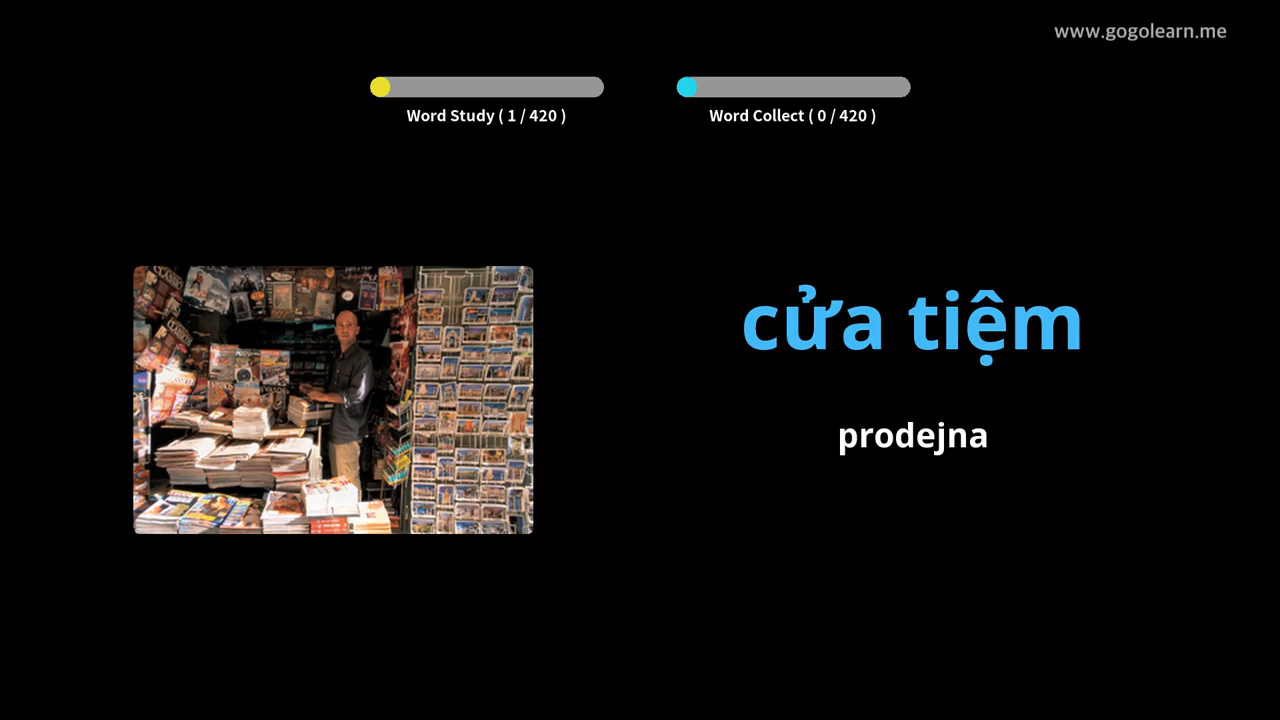 www.gogolearn.me
Word Study ( 1 / 420 )
Word Collect ( 0 / 420 )
cửa tiệm
prodejna